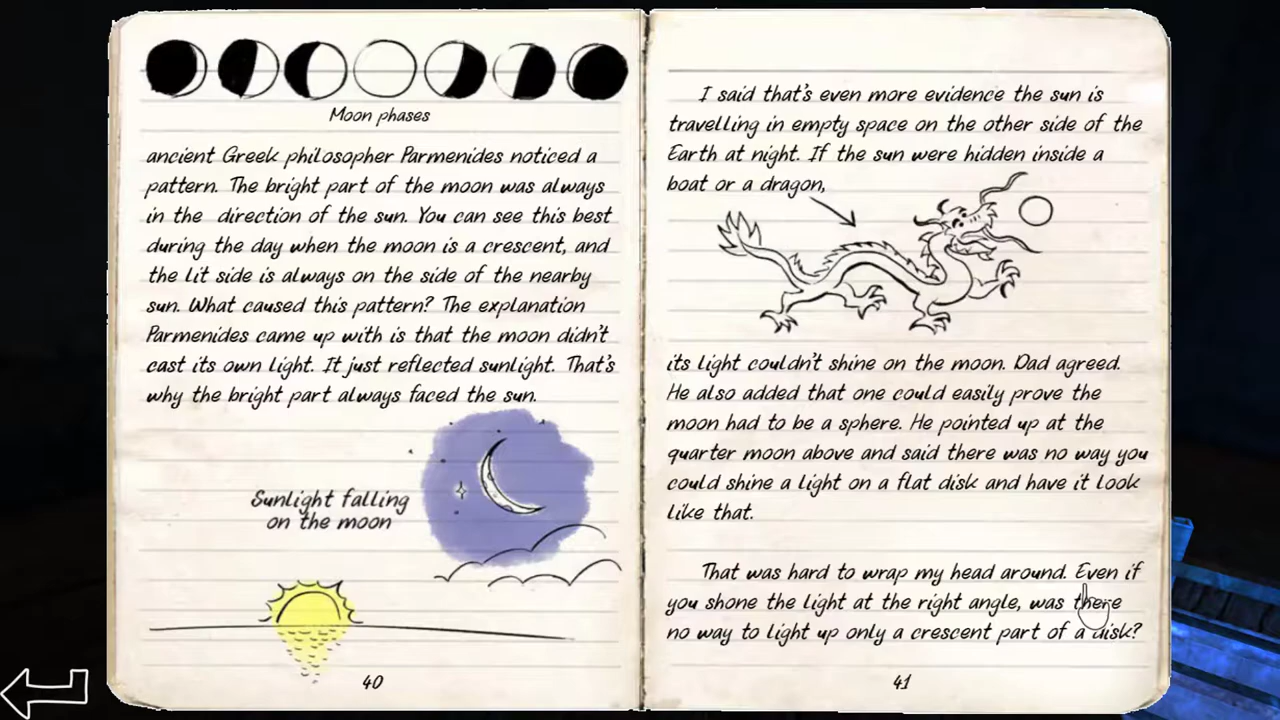 Moon phases
ancient Greek philosopher Parmenides noticed a
pattern. The bright part of the moon was always
in the direction of the sun. You can see this best
during the day when the moon is a crescent, and
the lit side is always on the side of the nearby
sun. What caused this pattern? The explanation
Parmenides came up with is that the moon didn't
cast its own light. It just reflected sunlight. That's
why the bright part always faced the sun.
Sunlight falling
on the moon
40
I said that's even more evidence the sun is
travelling in empty space on the other side of the
Earth at night. If the sun were hidden inside a
boat or a dragon,
its light couldn't shine on the moon. Dad agreed.
He also added that one could easily prove the
moon had to be a sphere. He pointed up at the
quarter moon above and said there was no way you
could shine a light on a flat disk and have it look
like that.
That was hard to wrap my head around. Even if
you shone the light at the right angle, was there
no way to light up only a crescent part of a disk?
41